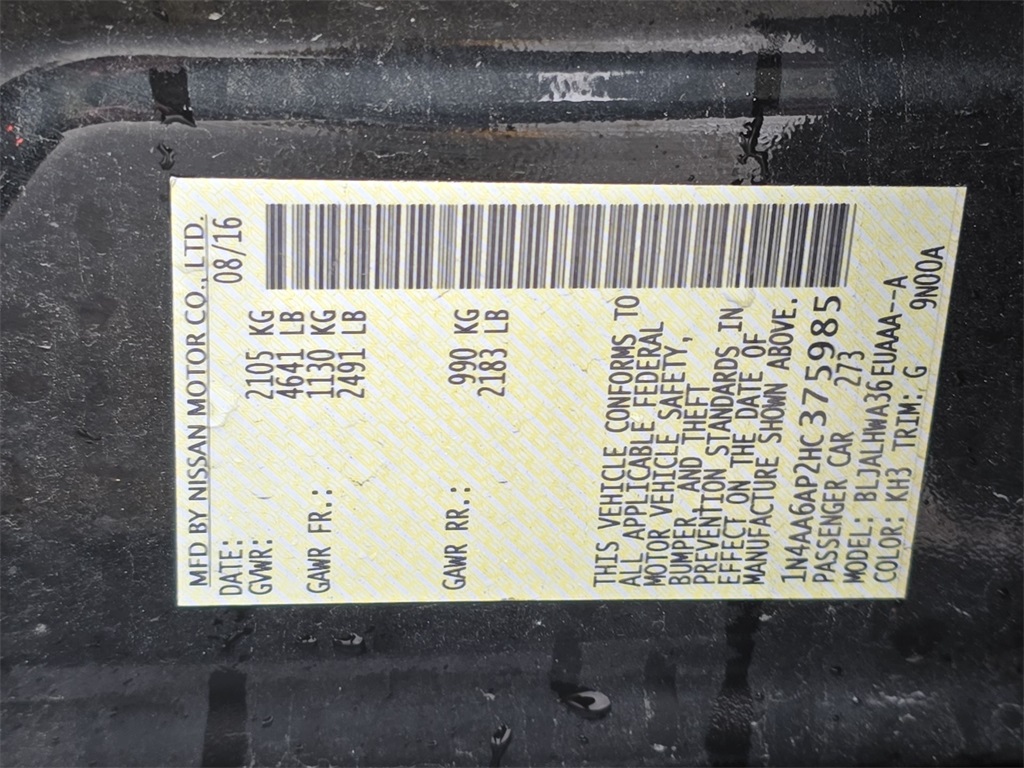 MFD BY NISSAN MOTOR CO., LTD.
DATE: 08/16
GVWR: 2105 KG
4641 LB
GAWR FR.: 1130 KG
2491 LB
GAWR RR.: 990 KG
2183 LB
THIS VEHICLE CONFORMS TO
ALL APPLICABLE FEDERAL
MOTOR VEHICLE SAFETY,
BUMPER AND THEFT
PREVENTION STANDARDS IN
EFFECT ON THE DATE OF
MANUFACTURE SHOWN ABOVE.
1N4AA6AP2HC375985
PASSENGER CAR 273
MODEL: BLJALHWA36EUAAA--A
COLOR: KH3 TRIM: G 9N00A